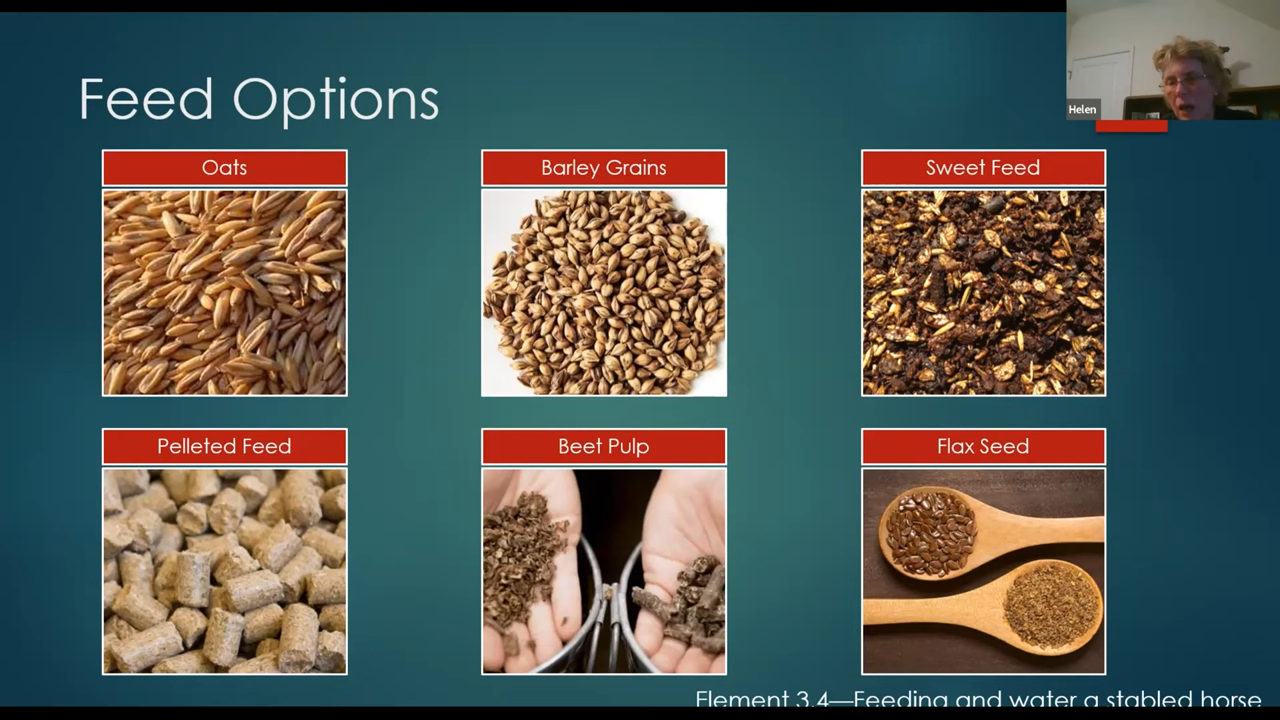 Feed Options
Helen
Oats
Barley Grains
Sweet Feed
Pelleted Feed
Beet Pulp
Flax Seed
Element 3.4—Feeding and water a stabled horse